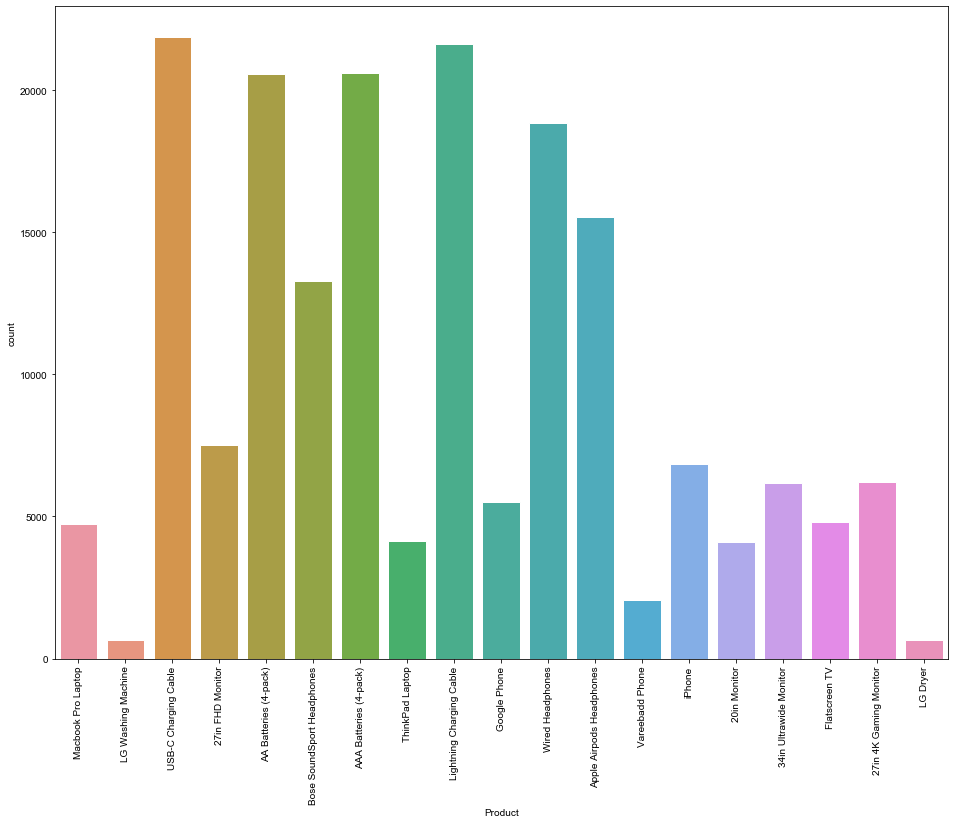 20000
15000
10000
5000
0
count
Macbook Pro Laptop
LG Washing Machine
USB-C Charging Cable
27in FHD Monitor
AA Batteries (4-pack)
Bose SoundSport Headphones
AAA Batteries (4-pack)
ThinkPad Laptop
Lightning Charging Cable
Google Phone
Wired Headphones
Apple Airpods Headphones
Vareebadd Phone
iPhone
20in Monitor
34in Ultrawide Monitor
Flatscreen TV
27in 4K Gaming Monitor
LG Dryer
Product